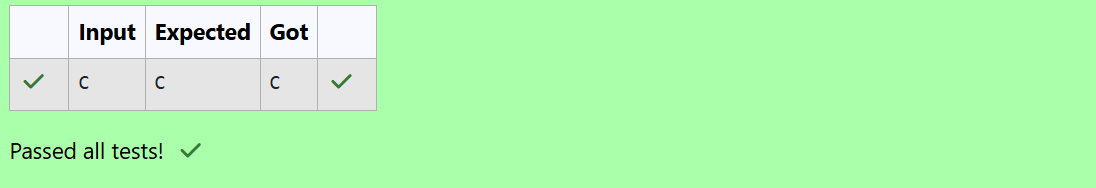 Input Expected Got
c c c
Passed all tests!